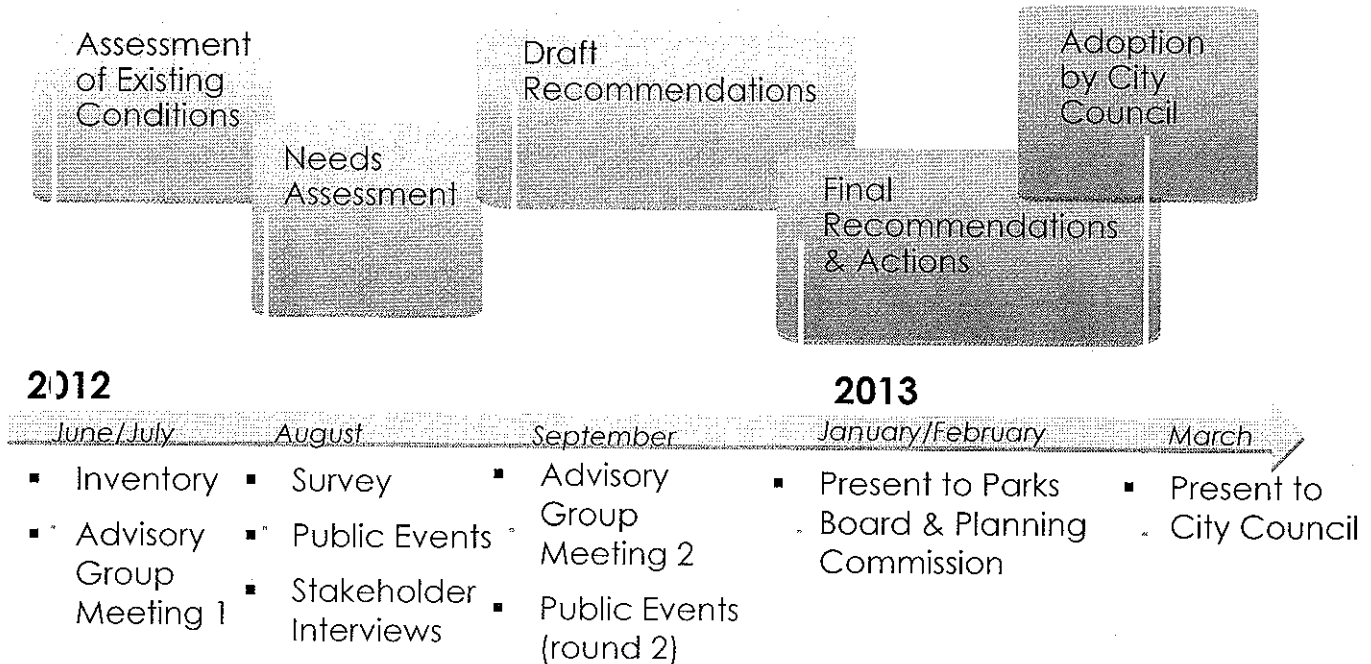 Assessment
of Existing
Conditions
Needs
Assessment
Draft
Recommendations
Final
Recommendations
& Actions
Adoption
by City
Council
2012
2013
June/July
August
September
January/February
March
▪ Inventory
▪ Advisory
Group
Meeting 1
▪ Survey
▪ Public Events
▪ Stakeholder
Interviews
▪ Advisory
Group
Meeting 2
▪ Public Events
(round 2)
▪ Present to Parks
Board & Planning
Commission
▪ Present to
City Council